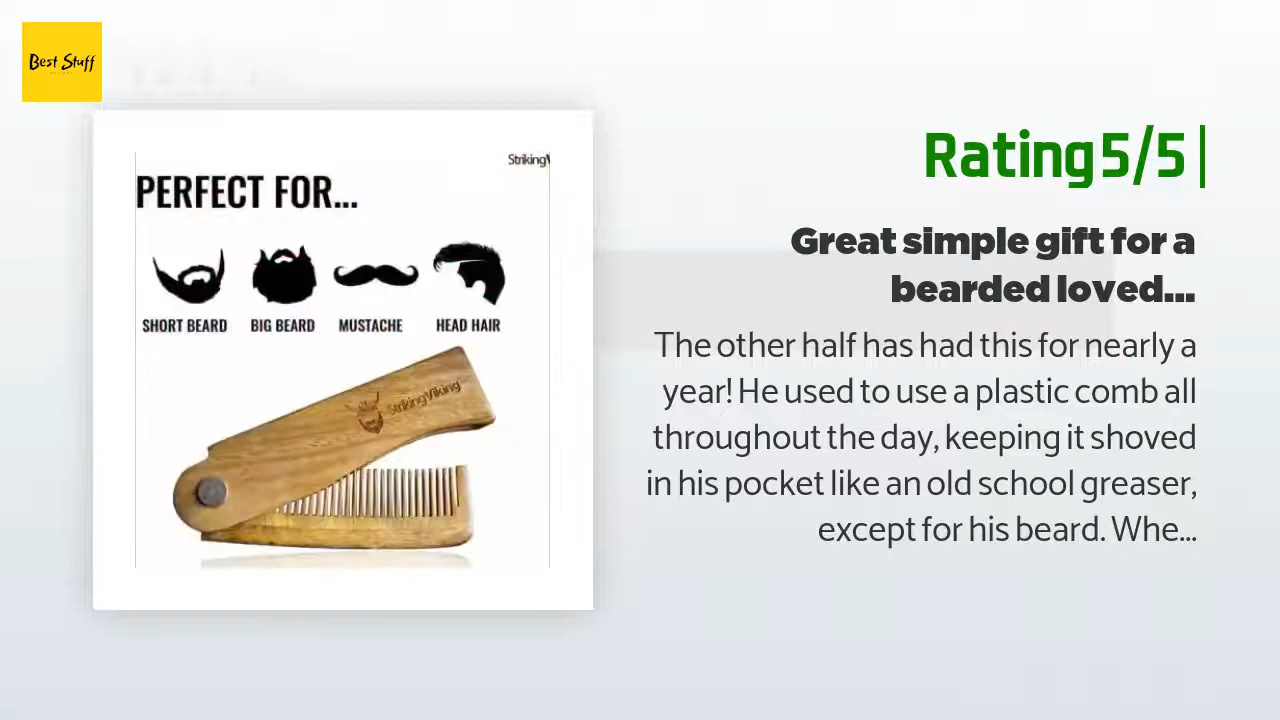 Best Stuff
Striking
PERFECT FOR...
SHORT BEARD BIG BEARD MUSTACHE HEAD HAIR
StrikingViking
Rating 5/5
Great simple gift for a
bearded loved...
The other half has had this for nearly a
year! He used to use a plastic comb all
throughout the day, keeping it shoved
in his pocket like an old school greaser,
except for his beard. Whe...